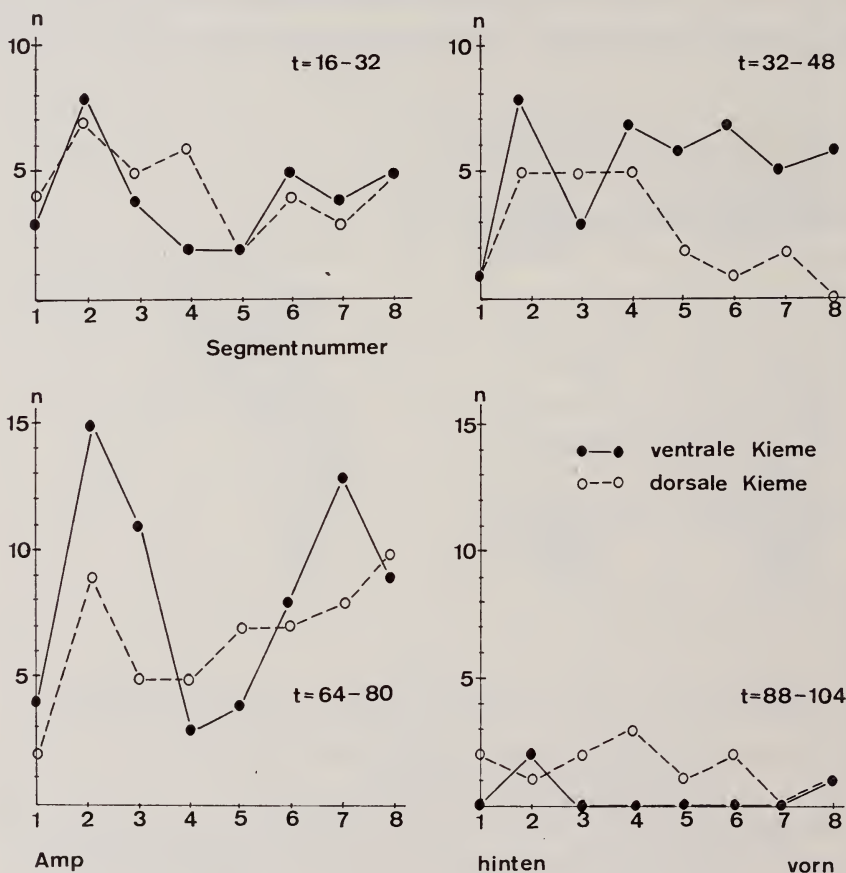 n
10
5
t=16–32
1 2 3 4 5 6 7 8
Segmentnummer
n
10
5
t=32–48
1 2 3 4 5 6 7 8
n
15
10
5
t=64–80
1 2 3 4 5 6 7 8
Amp
n
15
10
5
ventrale Kieme
dorsale Kieme
t=88–104
1 2 3 4 5 6 7 8
hinten vorn